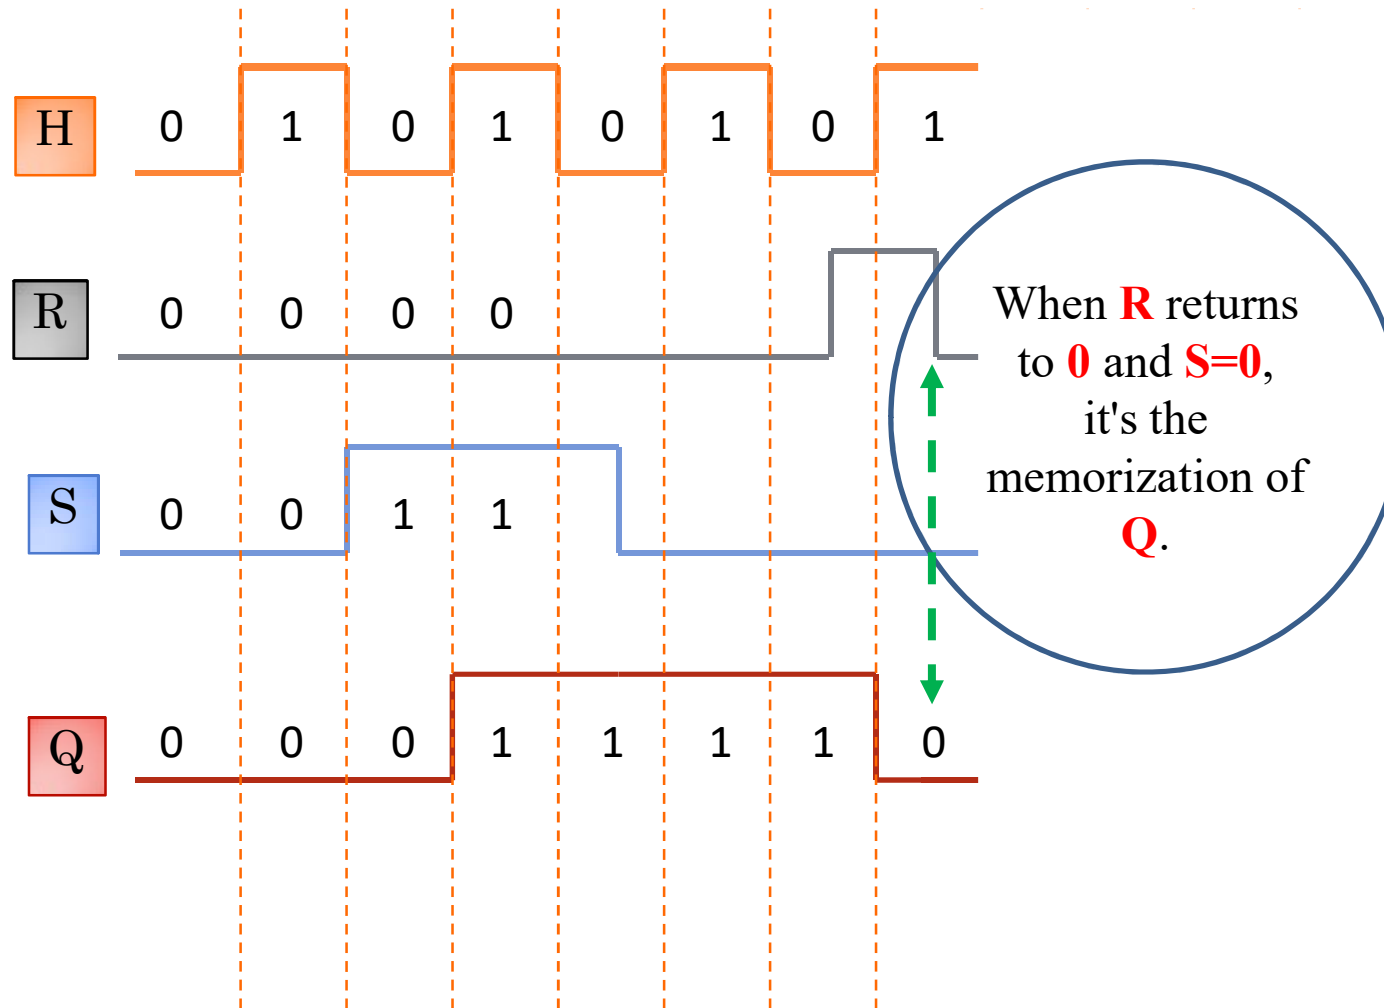 H 0 1 0 1 0 1 0 1
R 0 0 0 0
S 0 0 1 1
Q 0 0 0 1 1 1 1 0
When R returns
to 0 and S=0,
it's the
memorization of
Q.